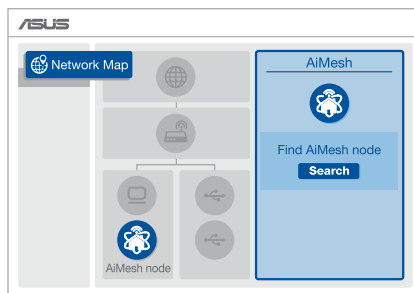 ASUS
Network Map
AiMesh
Find AiMesh node
Search
AiMesh node